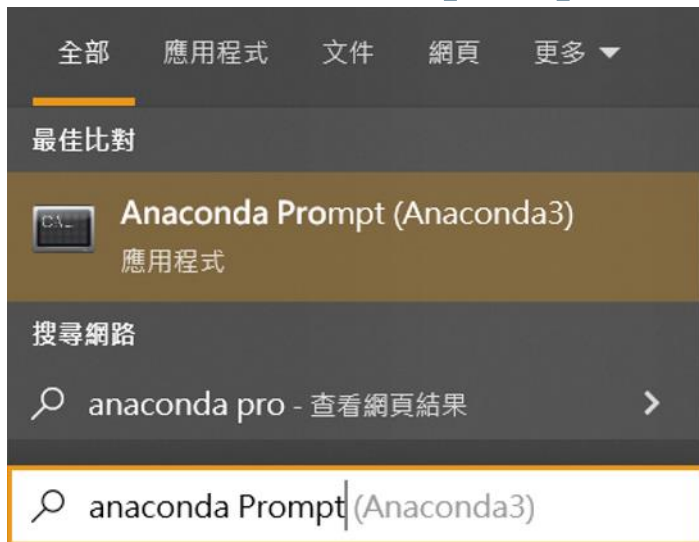 全部 應用程式 文件 網頁 更多
最佳比對
Anaconda Prompt (Anaconda3)
應用程式
搜尋網路
anaconda pro - 查看網頁結果
anaconda Prompt (Anaconda3)